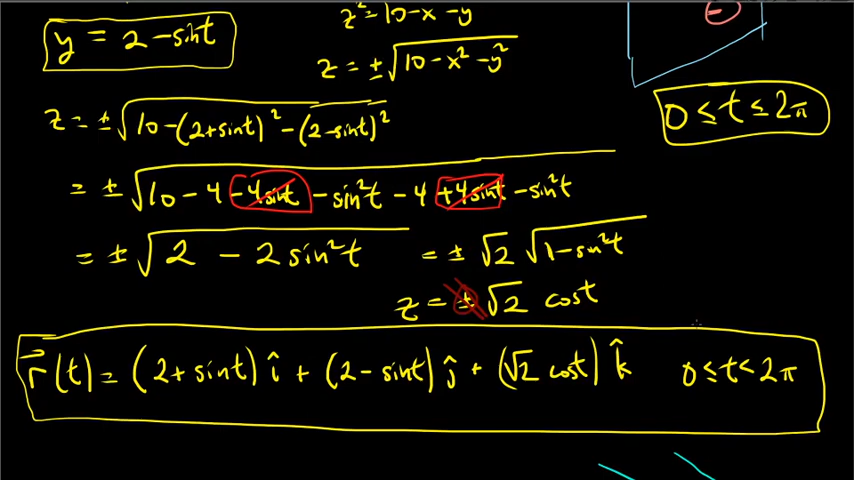 z² = 10 - x - y
y = 2 - sint
z = ±√(10 - x² - y²)
0 ≤ t ≤ 2π
z = ±√(10 - (2+sint)² - (2-sint)²)
= ±√(10 - 4 - 4sint - sin²t - 4 + 4sint - sin²t)
= ±√(2 - 2sin²t) = ±√2 √(1-sin²t)
z = ± √2 cost
r⃗(t) = (2+sint) î + (2-sint) ĵ + (√2 cost) k̂ 0 ≤ t < 2π